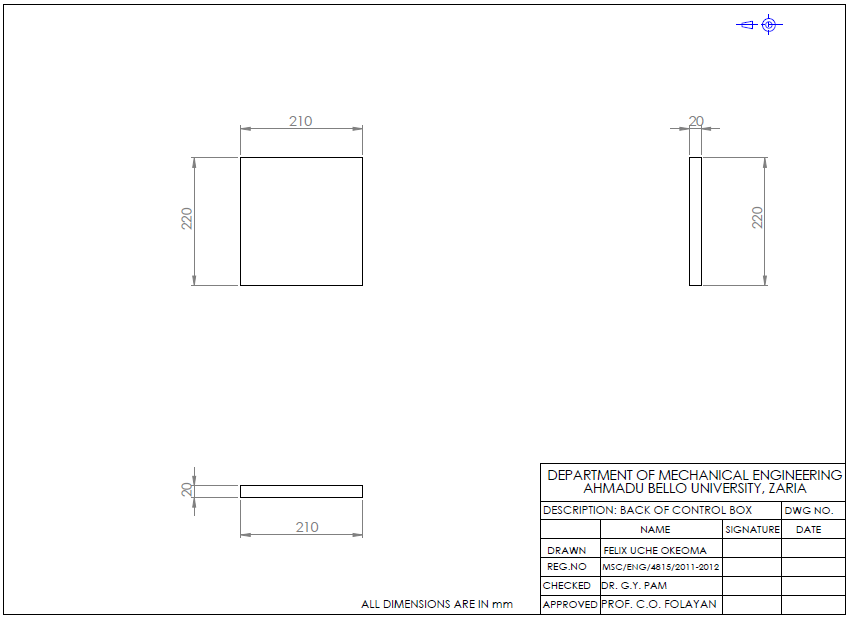 210
20
220
220
20
210
DEPARTMENT OF MECHANICAL ENGINEERING
AHMADU BELLO UNIVERSITY, ZARIA
DESCRIPTION: BACK OF CONTROL BOX DWG NO.
NAME SIGNATURE DATE
DRAWN FELIX UCHE OKEOMA
REG.NO MSC/ENG/4815/2011-2012
CHECKED DR. G.Y. PAM
APPROVED PROF. C.O. FOLAYAN
ALL DIMENSIONS ARE IN mm